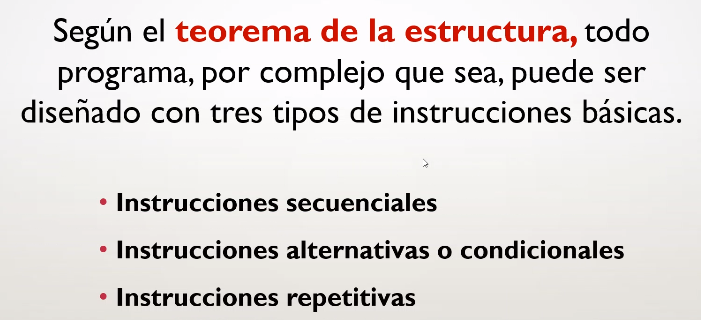 Según el teorema de la estructura, todo
programa, por complejo que sea, puede ser
diseñado con tres tipos de instrucciones básicas.
• Instrucciones secuenciales
• Instrucciones alternativas o condicionales
• Instrucciones repetitivas